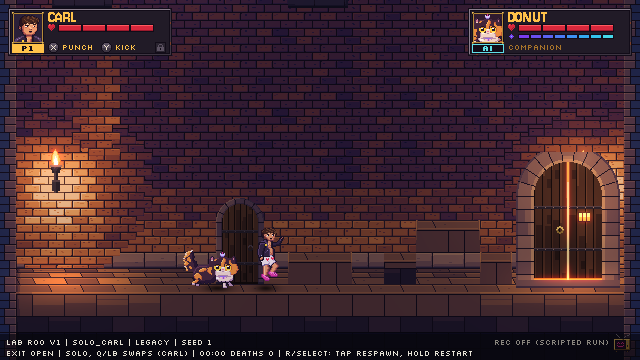 CARL
P1
X PUNCH Y KICK
DONUT
AI
COMPANION
LAB ROO V1 | SOLO_CARL | LEGACY | SEED 1
REC OFF (SCRIPTED RUN)
EXIT OPEN | SOLO, Q/LB SWAPS (CARL) | 00:00 DEATHS 0 | R/SELECT: TAP RESPAWN, HOLD RESTART